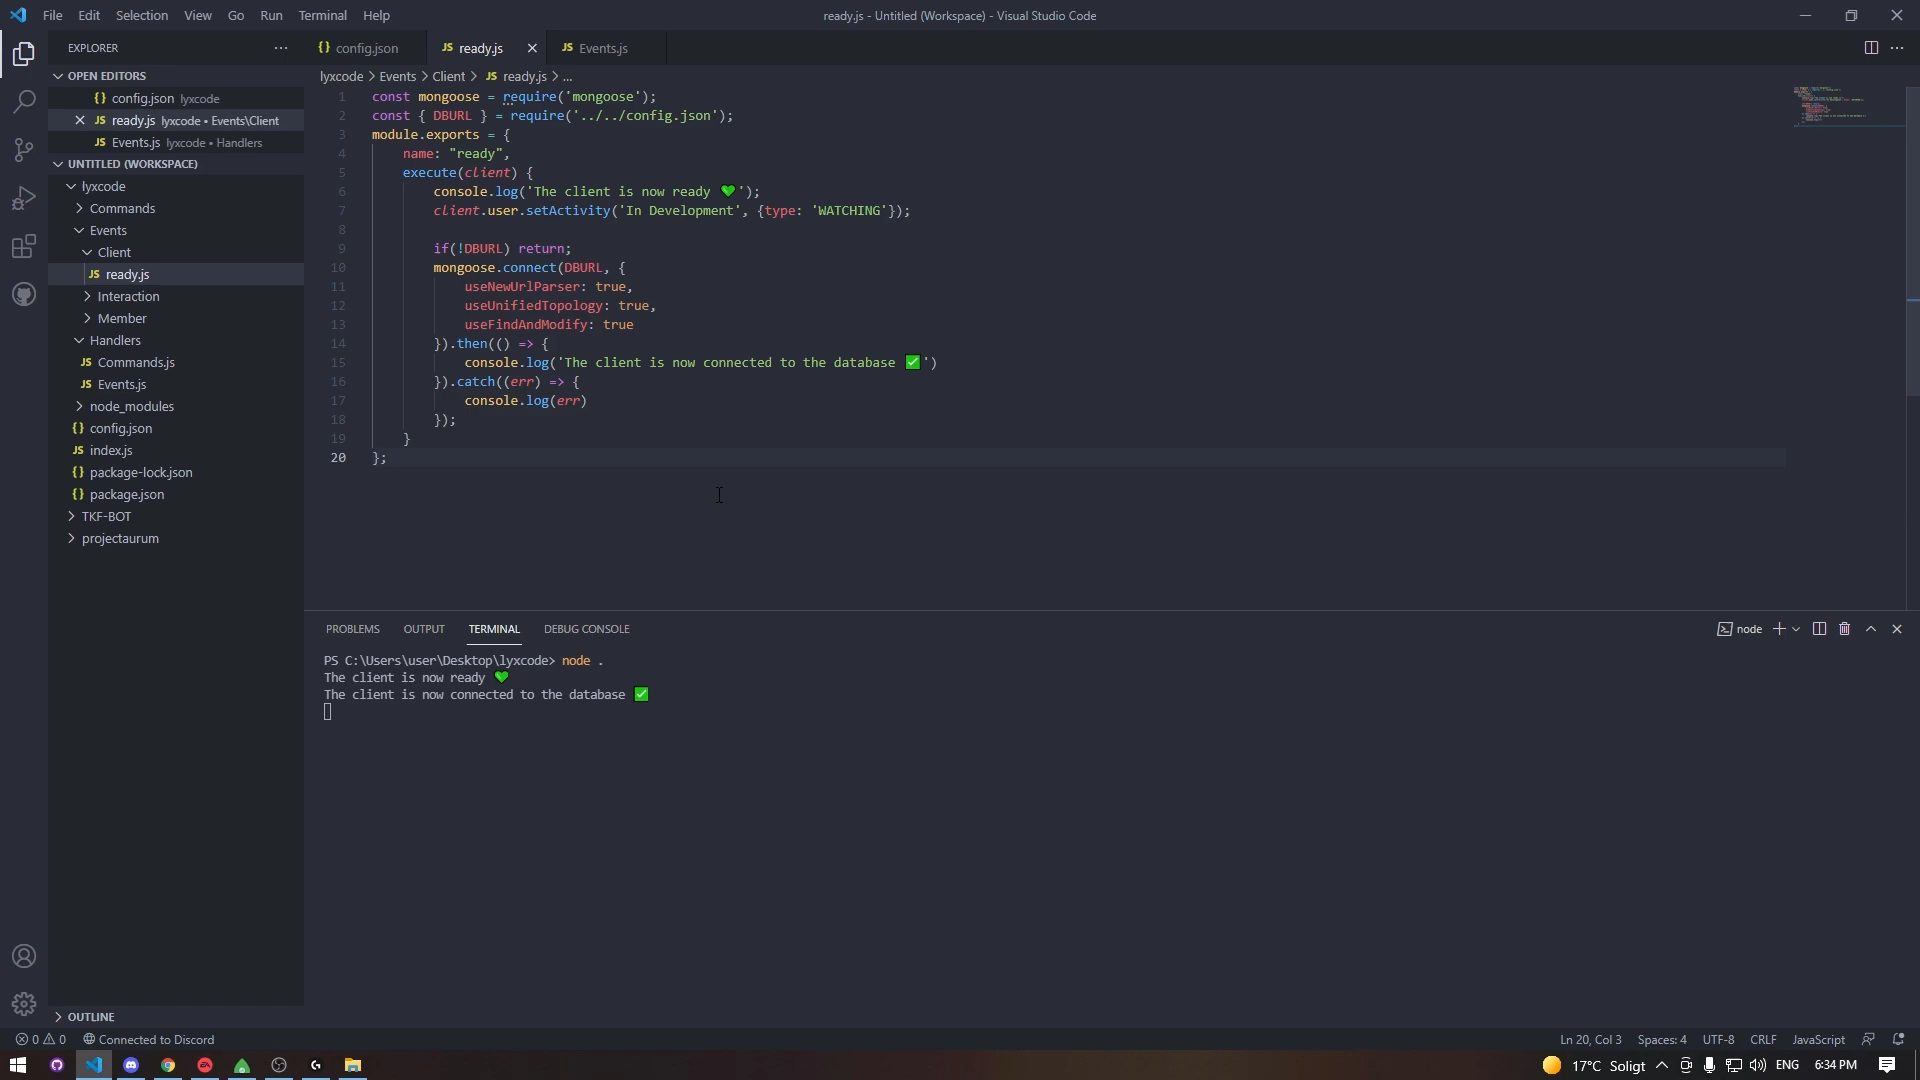 File Edit Selection View Go Run Terminal Help
ready.js - Untitled (Workspace) - Visual Studio Code
EXPLORER
OPEN EDITORS
config.json lyxcode
ready.js lyxcode • Events\Client
Events.js lyxcode • Handlers
UNTITLED (WORKSPACE)
lyxcode
Commands
Events
Client
ready.js
Interaction
Member
Handlers
Commands.js
Events.js
node_modules
config.json
index.js
package-lock.json
package.json
TKF-BOT
projectaurum
OUTLINE
config.json
ready.js
Events.js
lyxcode > Events > Client > JS ready.js > ...
1 const mongoose = require('mongoose');
2 const { DBURL } = require('../../config.json');
3 module.exports = {
4 name: "ready",
5 execute(client) {
6 console.log('The client is now ready 💚');
7 client.user.setActivity('In Development', {type: 'WATCHING'});
8
9 if(!DBURL) return;
10 mongoose.connect(DBURL, {
11 useNewUrlParser: true,
12 useUnifiedTopology: true,
13 useFindAndModify: true
14 }).then(() => {
15 console.log('The client is now connected to the database ✅')
16 }).catch((err) => {
17 console.log(err)
18 });
19 }
20 };
PROBLEMS OUTPUT TERMINAL DEBUG CONSOLE
node
PS C:\Users\user\Desktop\lyxcode> node .
The client is now ready 💚
The client is now connected to the database ✅
0 0 Connected to Discord
Ln 20, Col 3 Spaces: 4 UTF-8 CRLF JavaScript
17°C Soligt ENG 6:34 PM